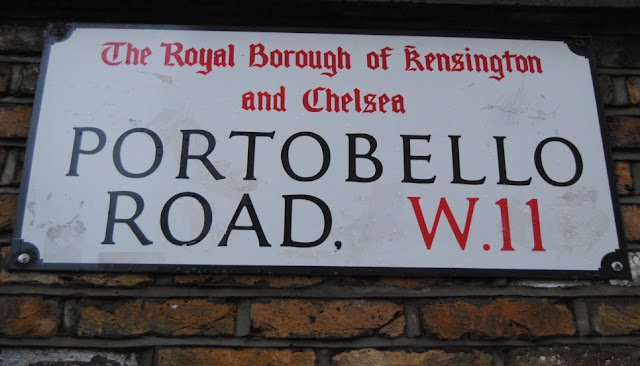 The Royal Borough of Kensington
and Chelsea
PORTOBELLO
ROAD, W.11